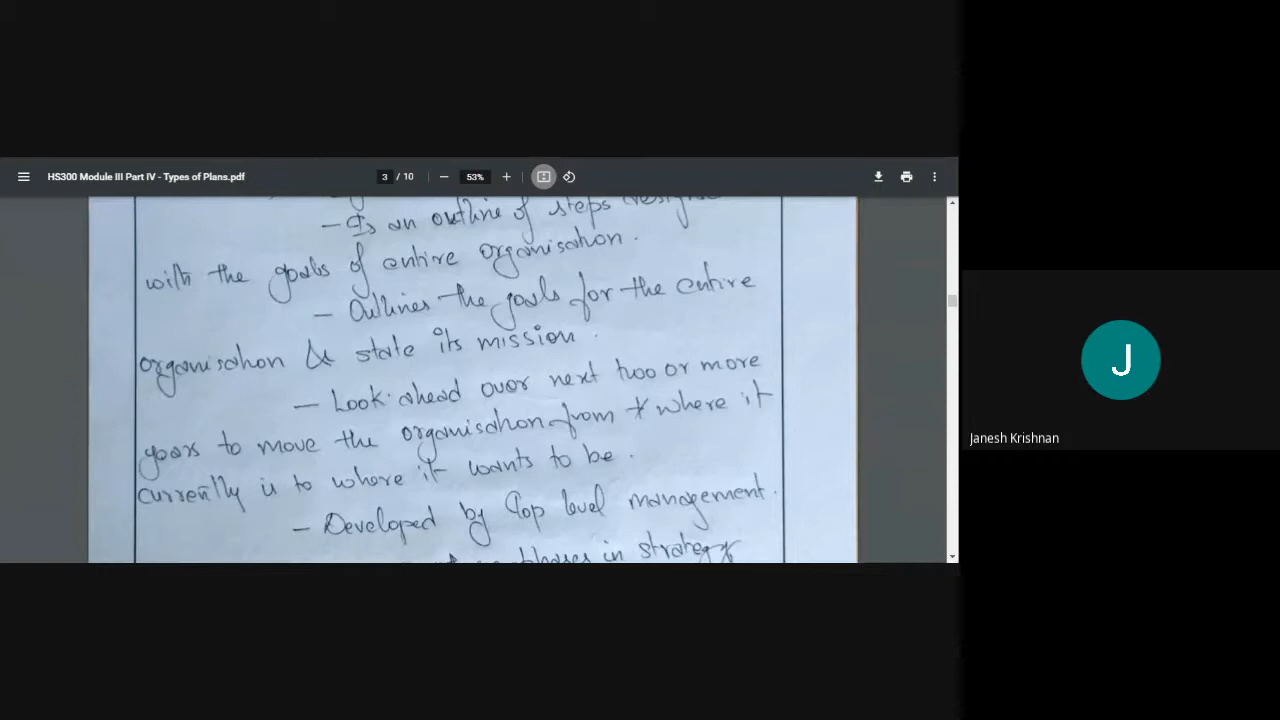 HS300 Module III Part IV - Types of Plans.pdf
3 / 10
53%
– Is an outline of steps
with the goals of entire organisation.
– Outlines the goals for the entire
organisation & state its mission.
– Look ahead over next two or more
years to move the organisation from where it
currently is to where it wants to be.
– Developed by Top level management.
phases in strategy
J
Janesh Krishnan